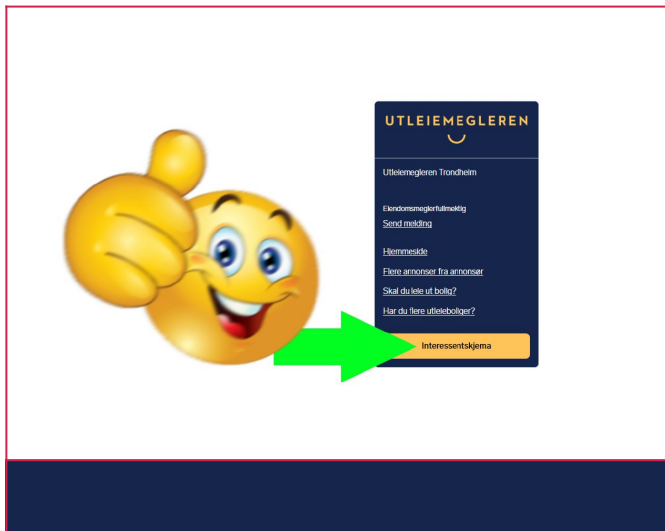 UTLEIEMEGLEREN
Utleiemegleren Trondheim
Eiendomsmeglerfullmektig
Send melding
Hjemmeside
Flere annonser fra annonsør
Skal du leie ut bolig?
Har du flere utleieboliger?
Interessentskjema